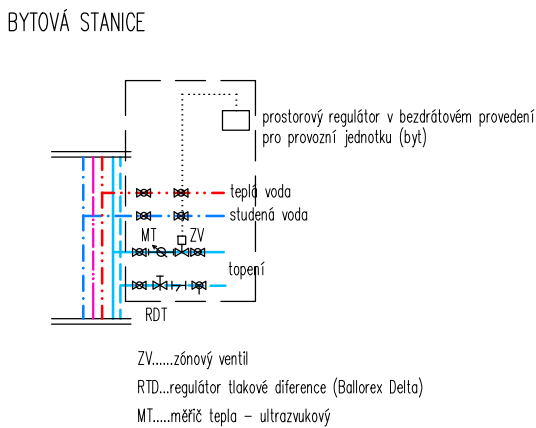 BYTOVÁ STANICE
prostorový regulátor v bezdrátovém provedení
pro provozní jednotku (byt)
teplá voda
studená voda
MT
ZV
topení
RDT
ZV.....zónový ventil
RTD...regulátor tlakové diference (Ballorex Delta)
MT.....měřič tepla – ultrazvukový